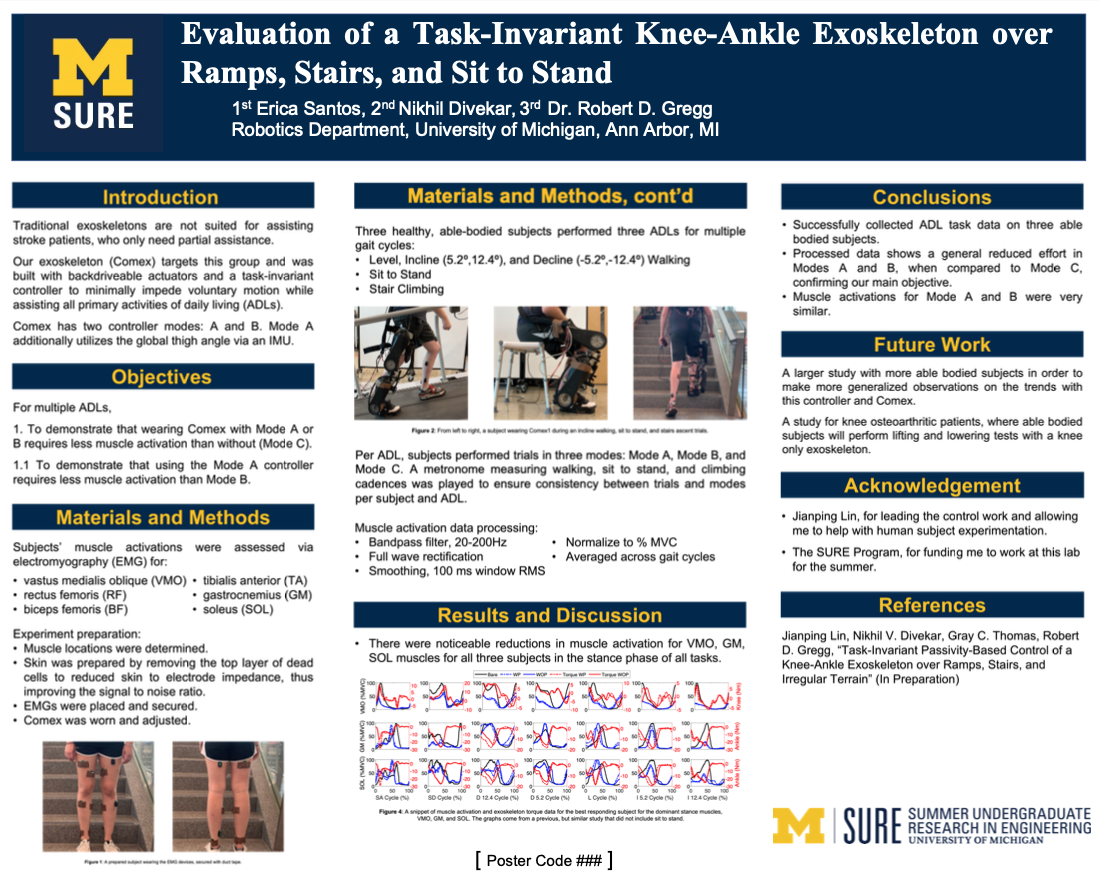 M
SURE
Evaluation of a Task-Invariant Knee-Ankle Exoskeleton over
Ramps, Stairs, and Sit to Stand
1st Erica Santos, 2nd Nikhil Divekar, 3rd Dr. Robert D. Gregg
Robotics Department, University of Michigan, Ann Arbor, MI
Introduction
Traditional exoskeletons are not suited for assisting
stroke patients, who only need partial assistance.
Our exoskeleton (Comex) targets this group and was
built with backdriveable actuators and a task-invariant
controller to minimally impede voluntary motion while
assisting all primary activities of daily living (ADLs).
Comex has two controller modes: A and B. Mode A
additionally utilizes the global thigh angle via an IMU.
Objectives
For multiple ADLs,
1. To demonstrate that wearing Comex with Mode A or
B requires less muscle activation than without (Mode C).
1.1 To demonstrate that using the Mode A controller
requires less muscle activation than Mode B.
Materials and Methods
Subjects' muscle activations were assessed via
electromyography (EMG) for:
• vastus medialis oblique (VMO) • tibialis anterior (TA)
• rectus femoris (RF) • gastrocnemius (GM)
• biceps femoris (BF) • soleus (SOL)
Experiment preparation:
• Muscle locations were determined.
• Skin was prepared by removing the top layer of dead
cells to reduced skin to electrode impedance, thus
improving the signal to noise ratio.
• EMGs were placed and secured.
• Comex was worn and adjusted.
Figure 1: A prepared subject wearing the EMG devices, secured with duct tape.
Materials and Methods, cont'd
Three healthy, able-bodied subjects performed three ADLs for multiple
gait cycles:
• Level, Incline (5.2º,12.4º), and Decline (-5.2º,-12.4º) Walking
• Sit to Stand
• Stair Climbing
Figure 2: From left to right, a subject wearing Comex1 during an incline walking, sit to stand, and stairs ascent trials.
Per ADL, subjects performed trials in three modes: Mode A, Mode B, and
Mode C. A metronome measuring walking, sit to stand, and climbing
cadences was played to ensure consistency between trials and modes
per subject and ADL.
Muscle activation data processing:
• Bandpass filter, 20-200Hz • Normalize to % MVC
• Full wave rectification • Averaged across gait cycles
• Smoothing, 100 ms window RMS
Results and Discussion
• There were noticeable reductions in muscle activation for VMO, GM,
SOL muscles for all three subjects in the stance phase of all tasks.
Bare WP WOP Torque WP Torque WOP
VMO (%MVC)
Knee (Nm)
GM (%MVC)
Ankle (Nm)
SOL (%MVC)
Ankle (Nm)
SA Cycle (%) SD Cycle (%) D 12.4 Cycle (%) D 5.2 Cycle (%) L Cycle (%) I 5.2 Cycle (%) I 12.4 Cycle (%)
Figure 4: A snippet of muscle activation and exoskeleton torque data for the best responding subject for the dominant stance muscles,
VMO, GM, and SOL. The graphs come from a previous, but similar study that did not include sit to stand.
[ Poster Code ### ]
Conclusions
• Successfully collected ADL task data on three able
bodied subjects.
• Processed data shows a general reduced effort in
Modes A and B, when compared to Mode C,
confirming our main objective.
• Muscle activations for Mode A and B were very
similar.
Future Work
A larger study with more able bodied subjects in order to
make more generalized observations on the trends with
this controller and Comex.
A study for knee osteoarthritic patients, where able bodied
subjects will perform lifting and lowering tests with a knee
only exoskeleton.
Acknowledgement
• Jianping Lin, for leading the control work and allowing
me to help with human subject experimentation.
• The SURE Program, for funding me to work at this lab
for the summer.
References
Jianping Lin, Nikhil V. Divekar, Gray C. Thomas, Robert
D. Gregg, "Task-Invariant Passivity-Based Control of a
Knee-Ankle Exoskeleton over Ramps, Stairs, and
Irregular Terrain" (In Preparation)
M SURE
SUMMER UNDERGRADUATE
RESEARCH IN ENGINEERING
UNIVERSITY OF MICHIGAN